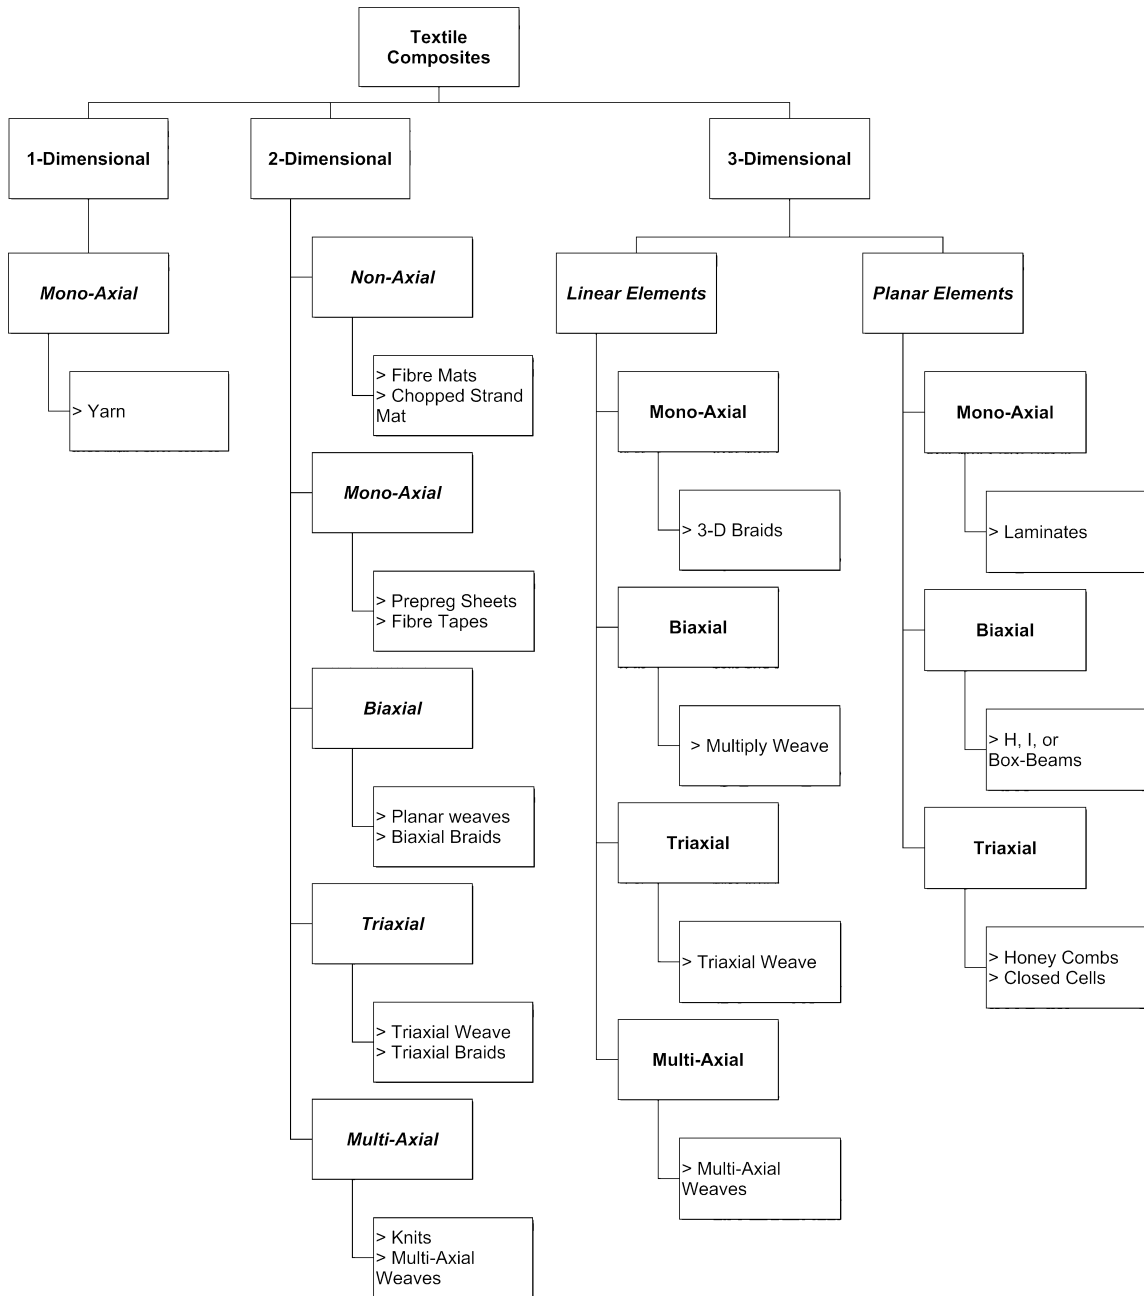 Textile
Composites
1-Dimensional
2-Dimensional
3-Dimensional
Mono-Axial
> Yarn
Non-Axial
> Fibre Mats
> Chopped Strand
Mat
Mono-Axial
> Prepreg Sheets
> Fibre Tapes
Biaxial
> Planar weaves
> Biaxial Braids
Triaxial
> Triaxial Weave
> Triaxial Braids
Multi-Axial
> Knits
> Multi-Axial
Weaves
Linear Elements
Mono-Axial
> 3-D Braids
Biaxial
> Multiply Weave
Triaxial
> Triaxial Weave
Multi-Axial
> Multi-Axial
Weaves
Planar Elements
Mono-Axial
> Laminates
Biaxial
> H, I, or
Box-Beams
Triaxial
> Honey Combs
> Closed Cells